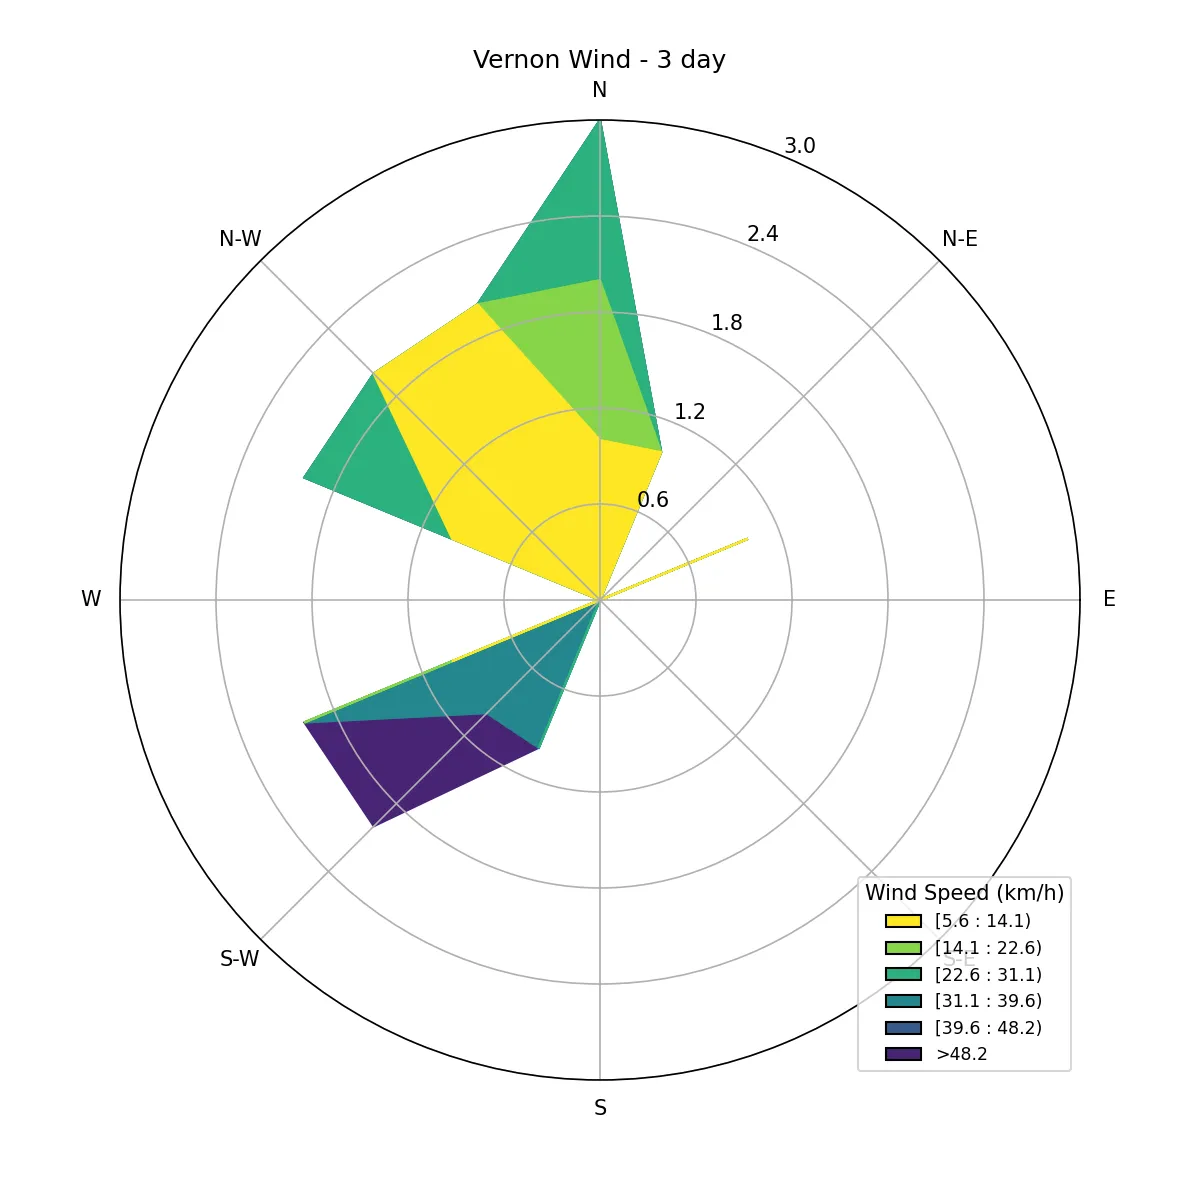 Vernon Wind - 3 day
N
3.0
N-W
2.4
N-E
1.8
1.2
0.6
W
E
S-W
S-E
S
Wind Speed (km/h)
[5.6 : 14.1)
[14.1 : 22.6)
[22.6 : 31.1)
[31.1 : 39.6)
[39.6 : 48.2)
>48.2